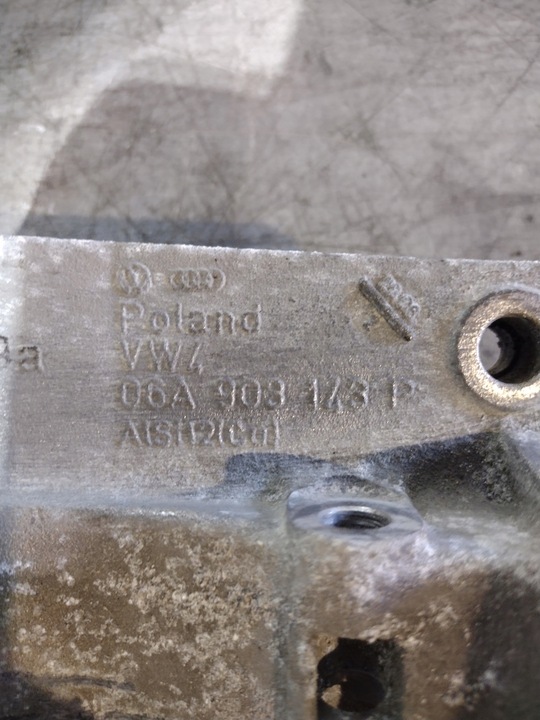 Poland
VW4
06A 903 143 P
AlSi12(Cu)